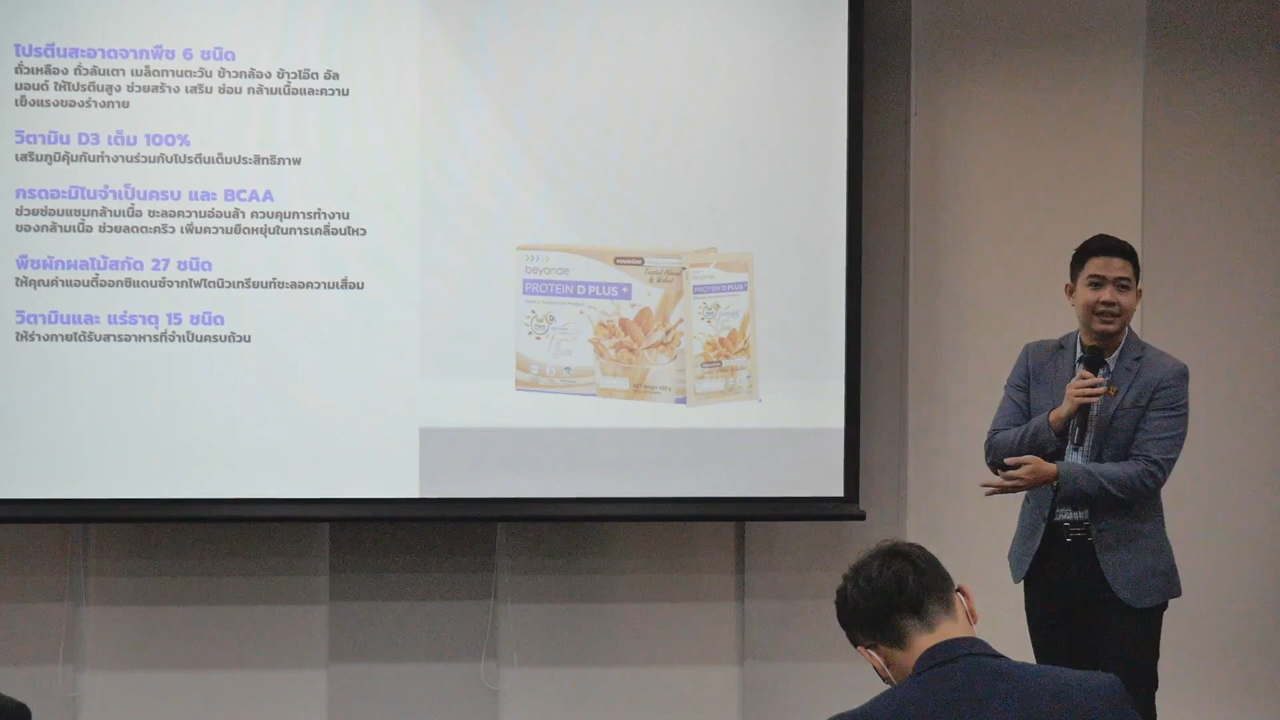 โปรตีนสะอาดจากพืช 6 ชนิด
ถั่วเหลือง ถั่วลันเตา เมล็ดทานตะวัน ข้าวกล้อง ข้าวโอ๊ต อัล
มอนด์ ให้โปรตีนสูง ช่วยสร้าง เสริม ซ่อม กล้ามเนื้อและความ
เข็งแรงของร่างกาย
วิตามิน D3 เต็ม 100%
เสริมภูมิคุ้มกันทำงานร่วมกับโปรตีนเต็มประสิทธิภาพ
กรดอะมิโนจำเป็นครบ และ BCAA
ช่วยซ่อมแซมกล้ามเนื้อ ชะลอความอ่อนล้า ควบคุมการทำงาน
ของกล้ามเนื้อ ช่วยลดตะคริว เพิ่มความยืดหยุ่นในการเคลื่อนไหว
พืชผักผลไม้สกัด 27 ชนิด
ให้คุณค่าแอนตี้ออกซิแดนซ์จากไฟโตนิวเทรียนท์ชะลอความเสื่อม
วิตามินและ แร่ธาตุ 15 ชนิด
ให้ร่างกายได้รับสารอาหารที่จำเป็นครบถ้วน
beyonde
PROTEIN D PLUS+
beyonde
PROTEIN D PLUS+